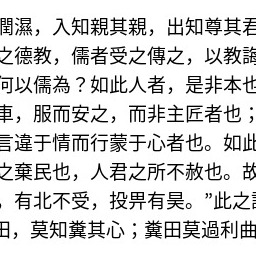 潤濕，入知親其親，出知尊其君
之德教，儒者受之傳之，以教誨
何以儒為？如此人者，是非本也
車，服而安之，而非主匠者也；
言違于情而行蒙于心者也。如此
之棄民也，人君之所不赦也。故
，有北不受，投畀有昊。”此之謂
田，莫知糞其心；糞田莫過利曲